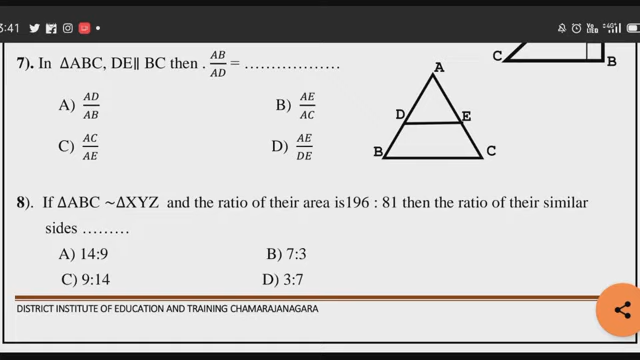 3:41
C
B
7). In ΔABC, DE∥ BC then . AB/AD = ………………
A) AD/AB
B) AE/AC
C) AC/AE
D) AE/DE
A
D
E
B
C
8). If ΔABC ~ΔXYZ and the ratio of their area is196 : 81 then the ratio of their similar
sides ………
A) 14:9
B) 7:3
C) 9:14
D) 3:7
DISTRICT INSTITUTE OF EDUCATION AND TRAINING CHAMARAJANAGARA